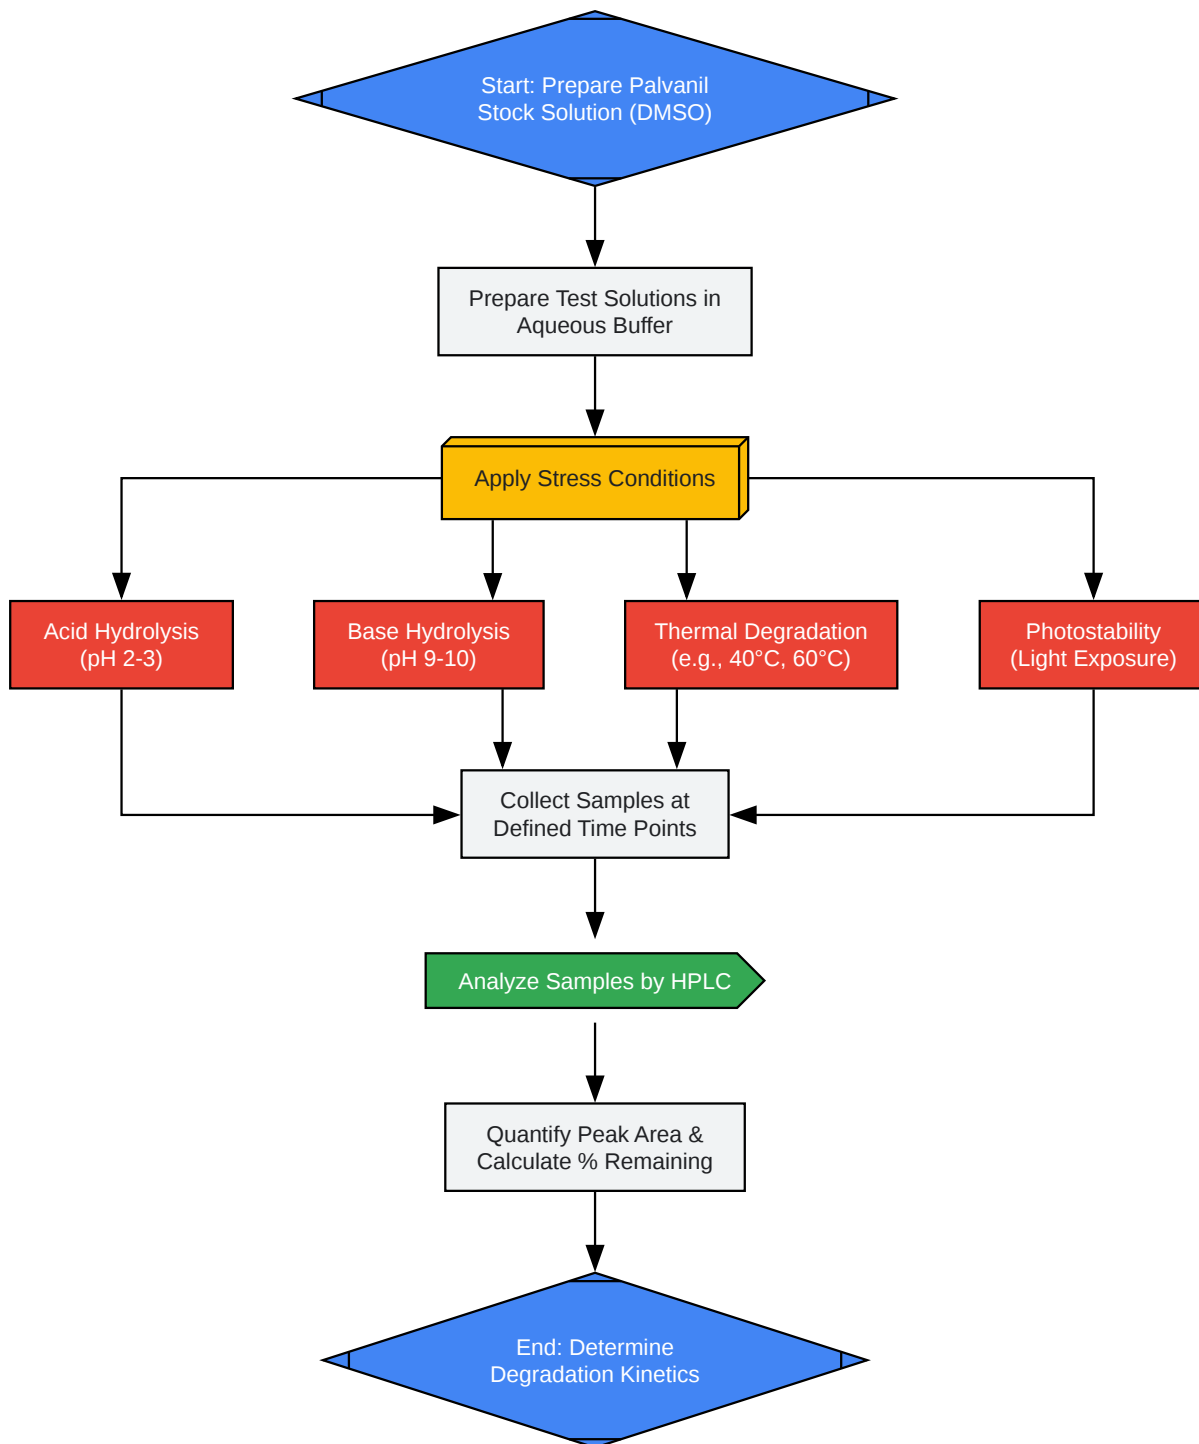 Start: Prepare Palvanil
Stock Solution (DMSO)
Prepare Test Solutions in
Aqueous Buffer
Apply Stress Conditions
Acid Hydrolysis
(pH 2-3)
Base Hydrolysis
(pH 9-10)
Thermal Degradation
(e.g., 40°C, 60°C)
Photostability
(Light Exposure)
Collect Samples at
Defined Time Points
Analyze Samples by HPLC
Quantify Peak Area &
Calculate % Remaining
End: Determine
Degradation Kinetics